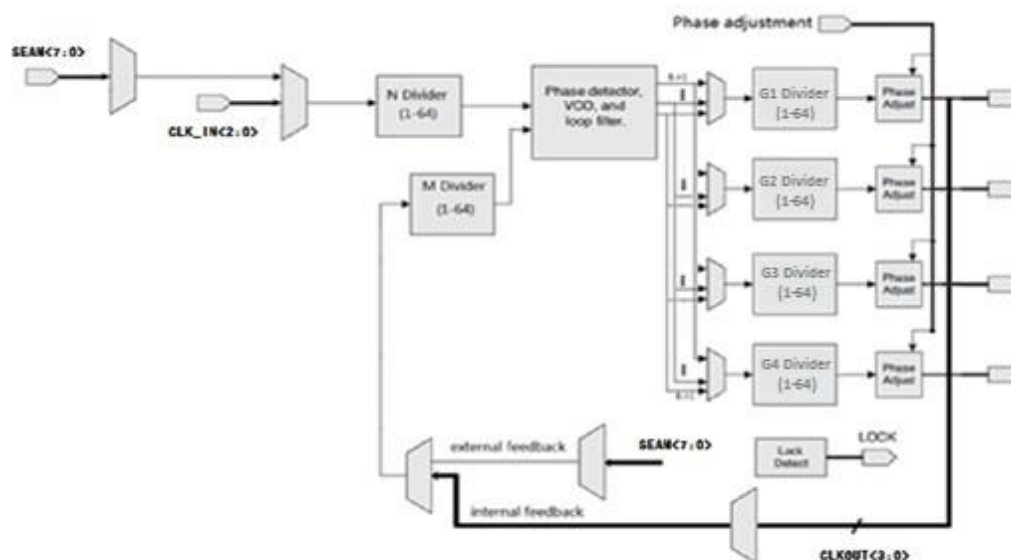 Phase adjustment
SEAM<7:0>
CLK_IN<2:0>
N Divider
(1-64)
Phase detector,
VCO, and
loop filter.
G1 Divider
(1-64)
Phase
Adjust
M Divider
(1-64)
G2 Divider
(1-64)
Phase
Adjust
G3 Divider
(1-64)
Phase
Adjust
G4 Divider
(1-64)
Phase
Adjust
external feedback
SEAM<7:0>
Lock
Detect
LOCK
internal feedback
CLKOUT<3:0>